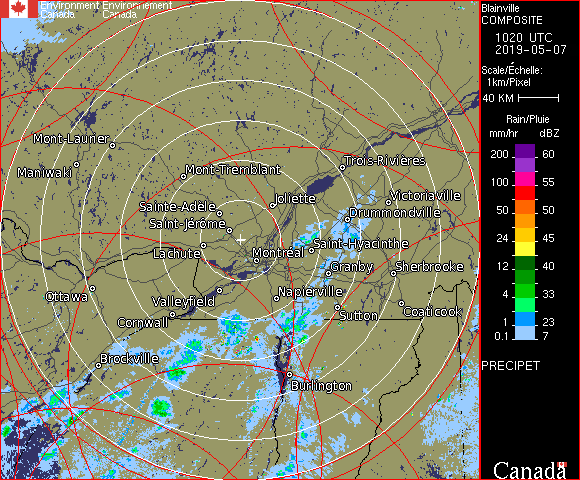 Environment Environnement
Canada Canada
Blainville
COMPOSITE
1020 UTC
2019-05-07
Scale/Échelle:
1km/Pixel
40 KM
Rain/Pluie
mm/hr dBZ
200 60
100 55
50 50
24 45
12 40
4 33
1 23
0.1 7
PRECIPET
Mont-Laurier
Maniwaki
Mont-Tremblant
Trois-Rivières
Joliette
Victoriaville
Sainte-Adèle
Drummondville
Saint-Jérôme
Saint-Hyacinthe
Lachute
Montréal
Granby
Sherbrooke
Ottawa
Valleyfield
Napierville
Cornwall
Sutton
Coaticook
Brockville
Burlington
Canada